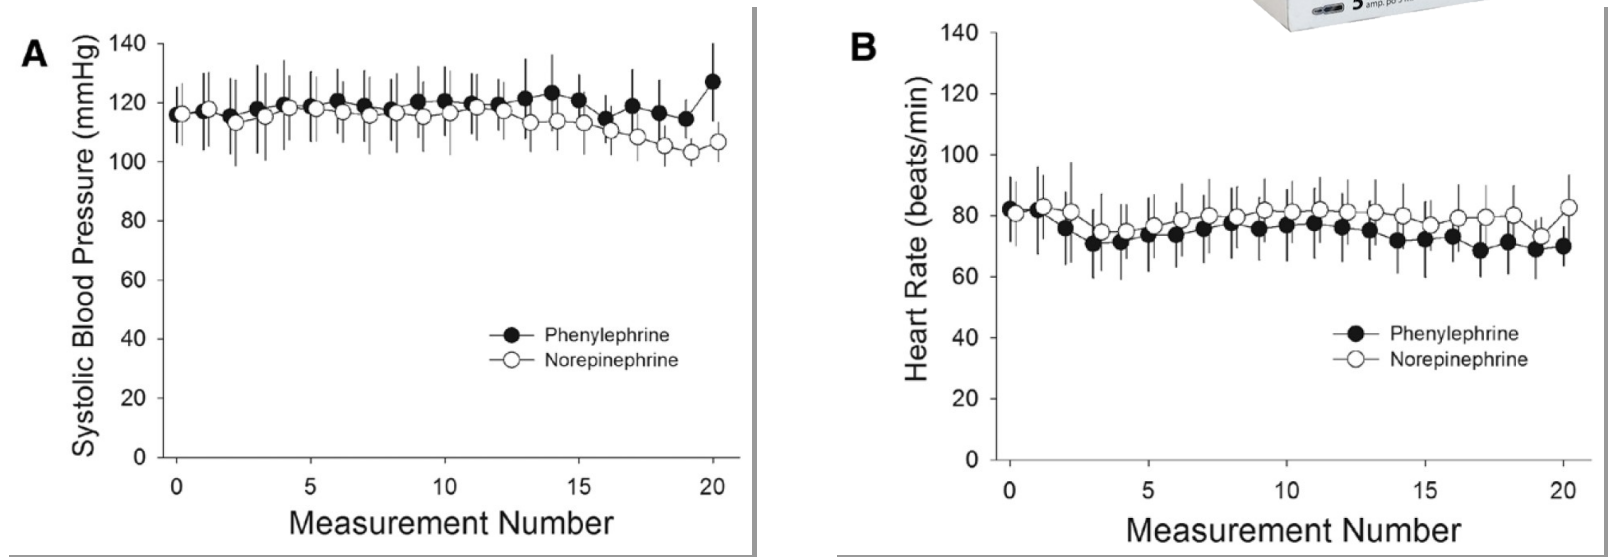 A
Systolic Blood Pressure (mmHg)
140
120
100
80
60
40
20
0
Phenylephrine
Norepinephrine
0 5 10 15 20
Measurement Number
5 amp.
B
Heart Rate (beats/min)
140
120
100
80
60
40
20
0
Phenylephrine
Norepinephrine
0 5 10 15 20
Measurement Number